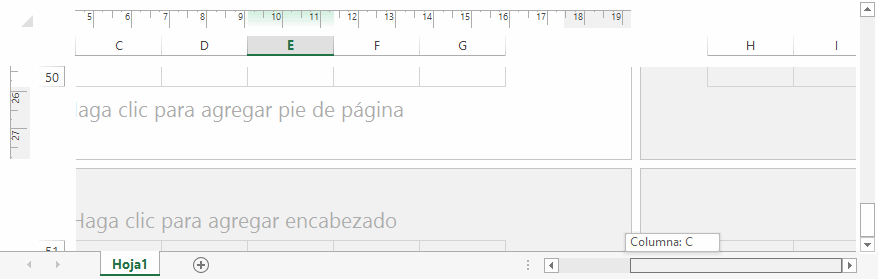 5 6 7 8 9 10 11 12 13 14 15 16 17 18 19
C D E F G H I
50
26
27
Haga clic para agregar pie de página
Haga clic para agregar encabezado
51
Columna: C
Hoja1